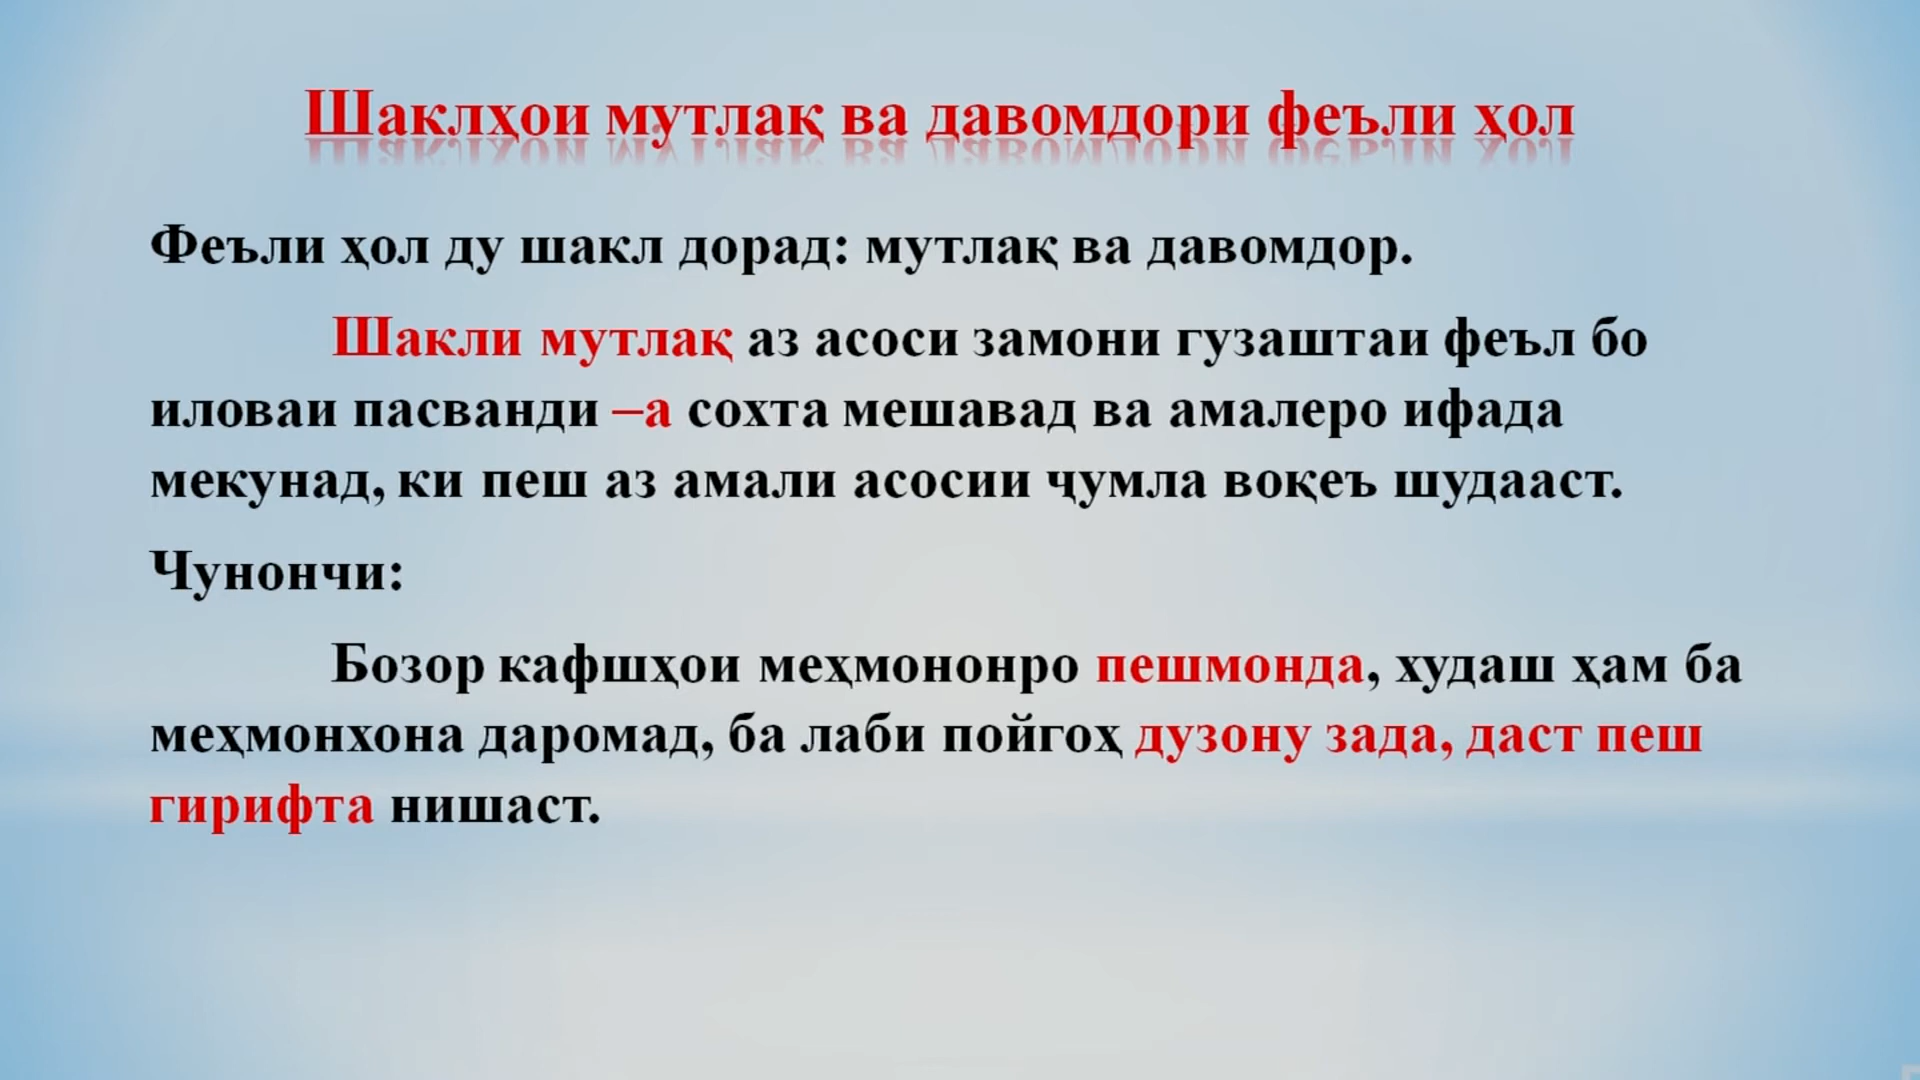 Шаклҳои мутлақ ва давомдори феъли ҳол
Феъли ҳол ду шакл дорад: мутлақ ва давомдор.
Шакли мутлақ аз асоси замони гузаштаи феъл бо
иловаи пасванди –а сохта мешавад ва амалеро ифада
мекунад, ки пеш аз амали асосии ҷумла воқеъ шудааст.
Чунончи:
Бозор кафшҳои меҳмононро пешмонда, худаш ҳам ба
меҳмонхона даромад, ба лаби пойгоҳ дузону зада, даст пеш
гирифта нишаст.